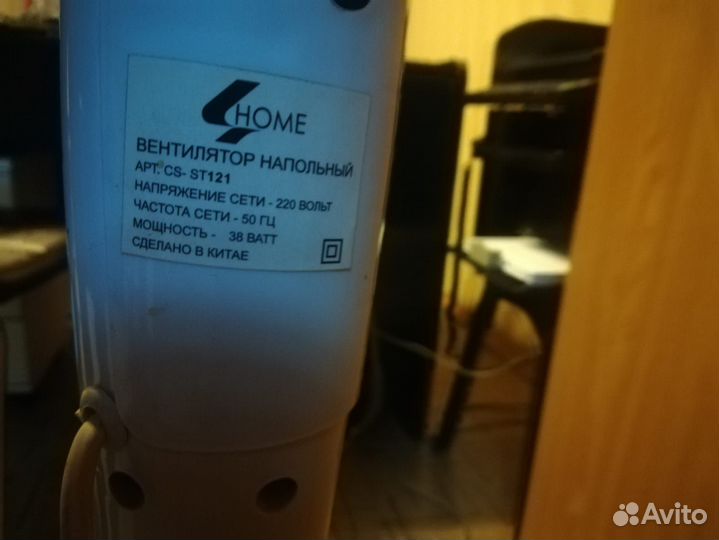 4HOME
ВЕНТИЛЯТОР НАПОЛЬНЫЙ
АРТ. CS- ST121
НАПРЯЖЕНИЕ СЕТИ - 220 ВОЛЬТ
ЧАСТОТА СЕТИ - 50 ГЦ
МОЩНОСТЬ - 38 ВАТТ
СДЕЛАНО В КИТАЕ
Avito